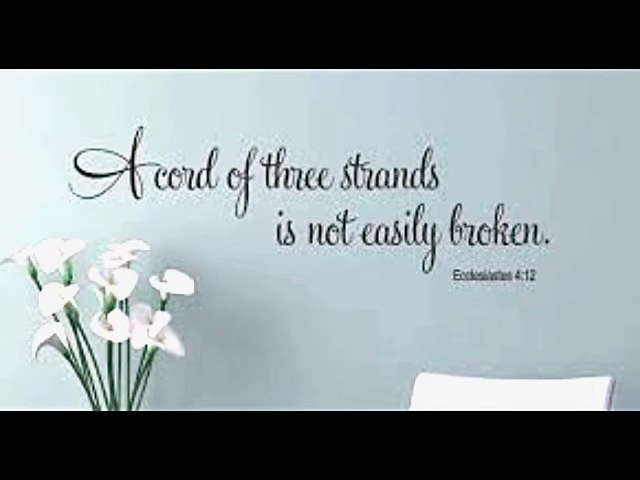 A cord of three strands
is not easily broken.
Ecclesiastes 4:12